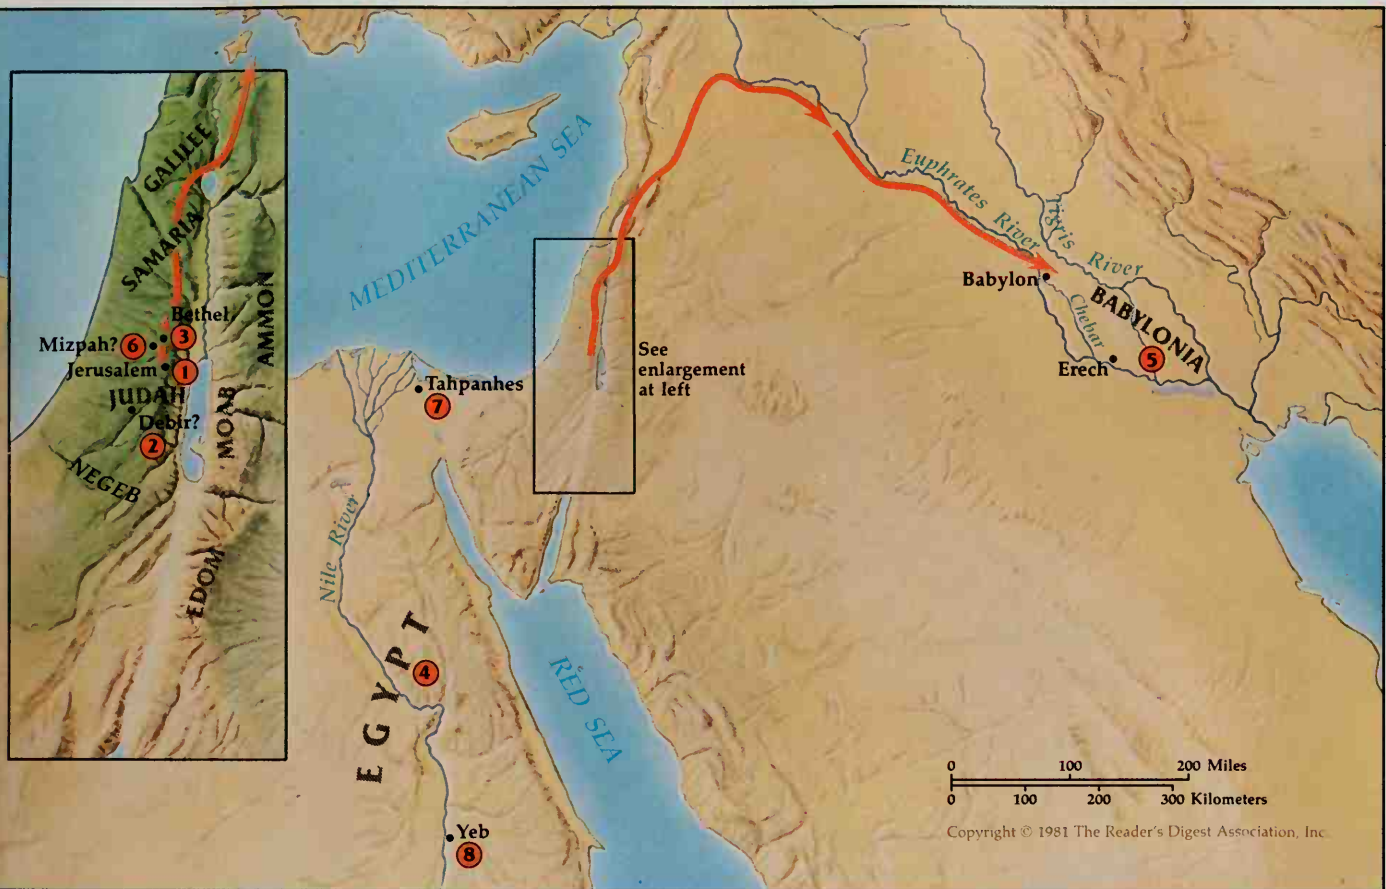 GALILEE
SAMARIA
Bethel
3
Mizpah? 6
Jerusalem
1
JUDAH
Debir?
2
NEGEB
AMMON
MOAB
EDOM
MEDITERRANEAN SEA
See
enlargement
at left
Tahpanhes
7
Nile River
EGYPT
4
Yeb
8
RED SEA
Euphrates River
Tigris River
Babylon
BABYLONIA
Chebar
Erech
5
0 100 200 Miles
0 100 200 300 Kilometers
Copyright © 1981 The Reader's Digest Association, Inc.